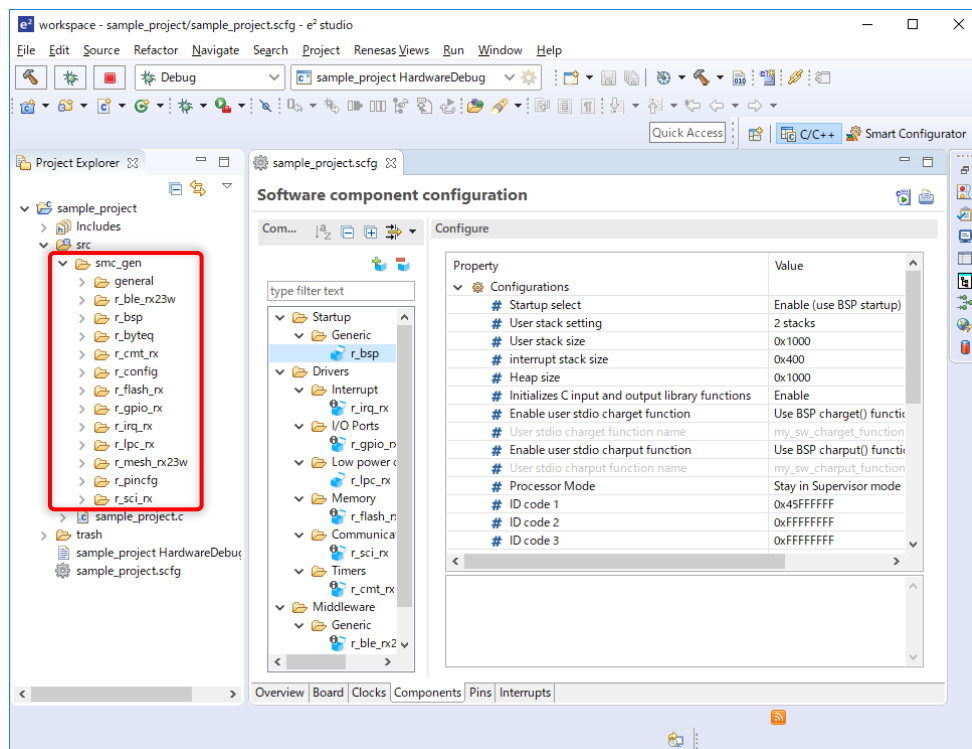 workspace - sample_project/sample_project.scfg - e² studio
File Edit Source Refactor Navigate Search Project Renesas Views Run Window Help
Debug
sample_project HardwareDebug
Quick Access
C/C++
Smart Configurator
Project Explorer
sample_project
Includes
src
smc_gen
general
r_ble_rx23w
r_bsp
r_byteq
r_cmt_rx
r_config
r_flash_rx
r_gpio_rx
r_irq_rx
r_lpc_rx
r_mesh_rx23w
r_pincfg
r_sci_rx
sample_project.c
trash
sample_project HardwareDebug
sample_project.scfg
sample_project.scfg
Software component configuration
Com...
type filter text
Startup
Generic
r_bsp
Drivers
Interrupt
r_irq_rx
I/O Ports
r_gpio_r
Low power c
r_lpc_rx
Memory
r_flash_r
Communica
r_sci_rx
Timers
r_cmt_rx
Middleware
Generic
r_ble_rx2
Configure
Property Value
Configurations
# Startup select Enable (use BSP startup)
# User stack setting 2 stacks
# User stack size 0x1000
# interrupt stack size 0x400
# Heap size 0x1000
# Initializes C input and output library functions Enable
# Enable user stdio charget function Use BSP charget() functic
# User stdio charget function name my_sw_charget_function
# Enable user stdio charput function Use BSP charput() functi
# User stdio charput function name my_sw_charput_function
# Processor Mode Stay in Supervisor mode
# ID code 1 0x45FFFFFF
# ID code 2 0xFFFFFFFF
# ID code 3 0xFFFFFFFF
Overview Board Clocks Components Pins Interrupts